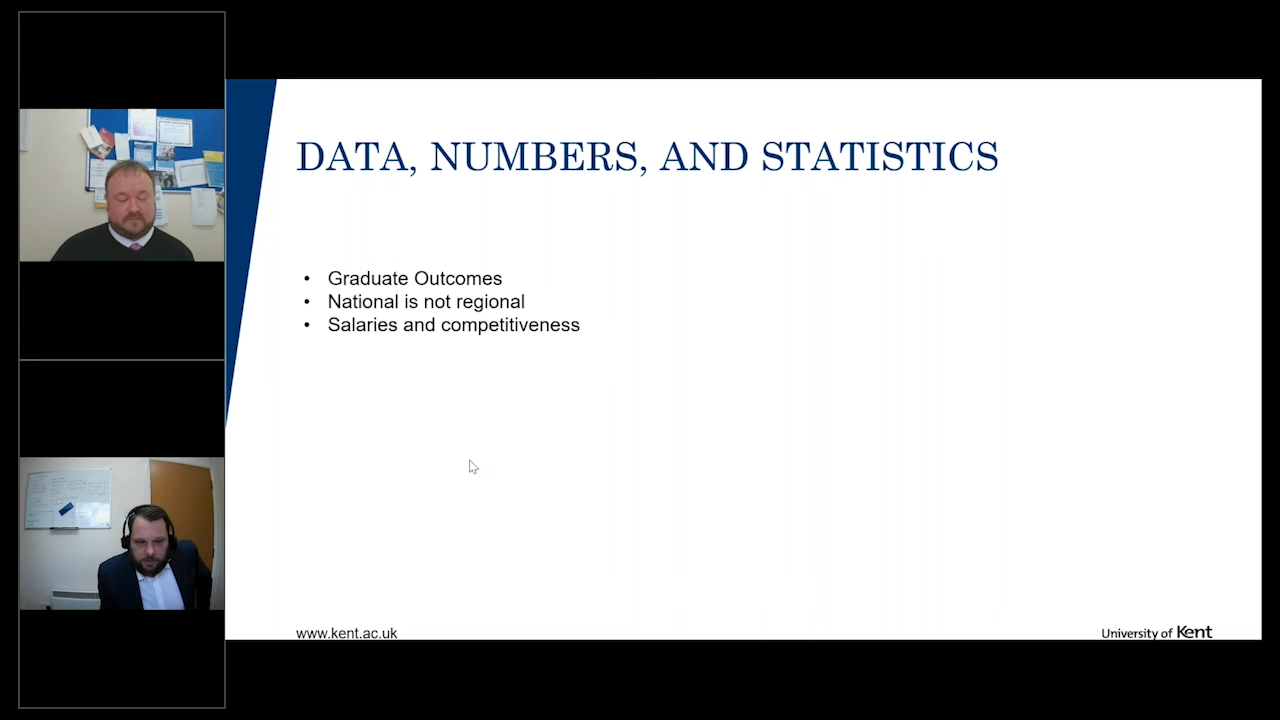 DATA, NUMBERS, AND STATISTICS
• Graduate Outcomes
• National is not regional
• Salaries and competitiveness
www.kent.ac.uk
University of Kent